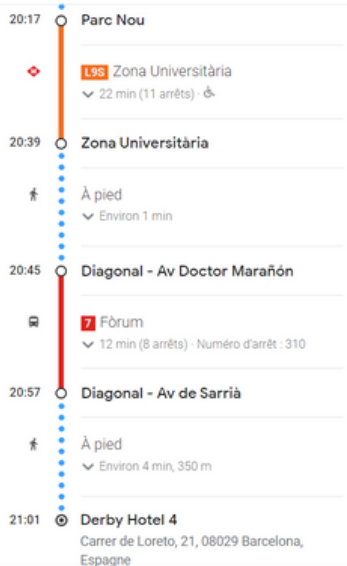 20:17 Parc Nou
L9S Zona Universitària
22 min (11 arrêts) ·
20:39 Zona Universitària
À pied
Environ 1 min
20:45 Diagonal - Av Doctor Marañón
7 Fòrum
12 min (8 arrêts) · Numéro d'arrêt : 310
20:57 Diagonal - Av de Sarrià
À pied
Environ 4 min, 350 m
21:01 Derby Hotel 4
Carrer de Loreto, 21, 08029 Barcelona,
Espagne